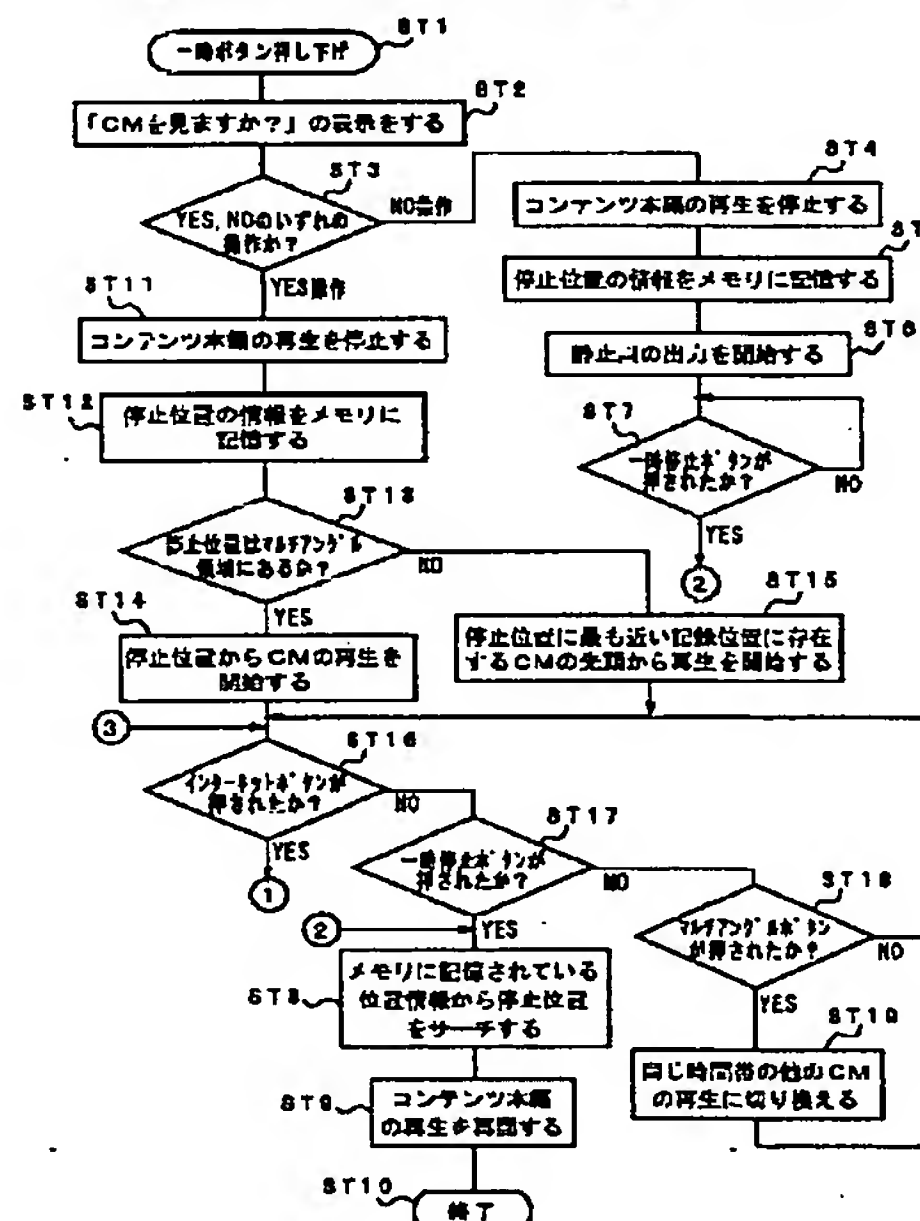 ST1
一時ボタン押し下げ
ST2
「CMを見ますか?」の表示をする
ST3
YES, NOのいずれの
操作か?
NO操作
YES操作
ST4
コンテンツ本編の再生を停止する
停止位置の情報をメモリに記憶する
ST6
静止画の出力を開始する
ST7
一時停止ボタンが
押されたか?
NO
YES
②
ST11
コンテンツ本編の再生を停止する
ST12
停止位置の情報をメモリに
記憶する
ST13
停止位置はマルチアングル
領域にあるか?
NO
YES
ST14
停止位置からCMの再生を
開始する
ST15
停止位置に最も近い記録位置に存在
するCMの先頭から再生を開始する
③
ST16
インターネットボタンが
押されたか?
NO
YES
①
ST17
一時停止ボタンが
押されたか?
NO
YES
②
ST18
マルチアングルボタン
が押されたか?
NO
YES
ST19
同じ時間帯の他のCM
の再生に切り換える
ST8
メモリに記憶されている
位置情報から停止位置
をサーチする
ST9
コンテンツ本編
の再生を再開する
ST10
終了